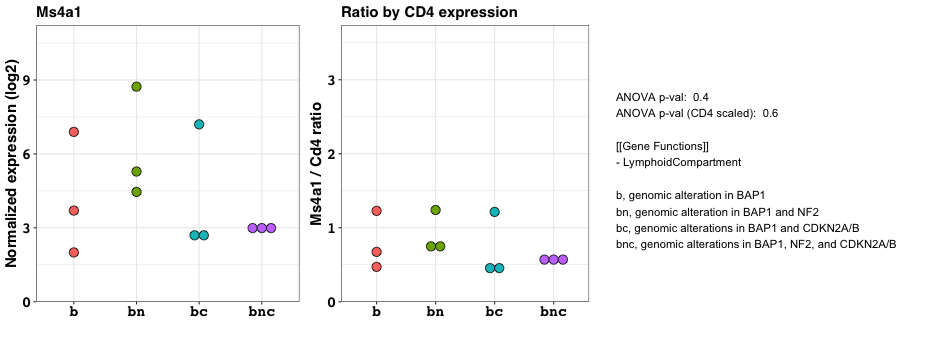 Ms4a1
Normalized expression (log2)
9
6
3
0
b bn bc bnc
Ratio by CD4 expression
Ms4a1 / Cd4 ratio
3
2
1
0
b bn bc bnc
ANOVA p-val: 0.4
ANOVA p-val (CD4 scaled): 0.6
[[Gene Functions]]
- LymphoidCompartment
b, genomic alteration in BAP1
bn, genomic alteration in BAP1 and NF2
bc, genomic alterations in BAP1 and CDKN2A/B
bnc, genomic alterations in BAP1, NF2, and CDKN2A/B